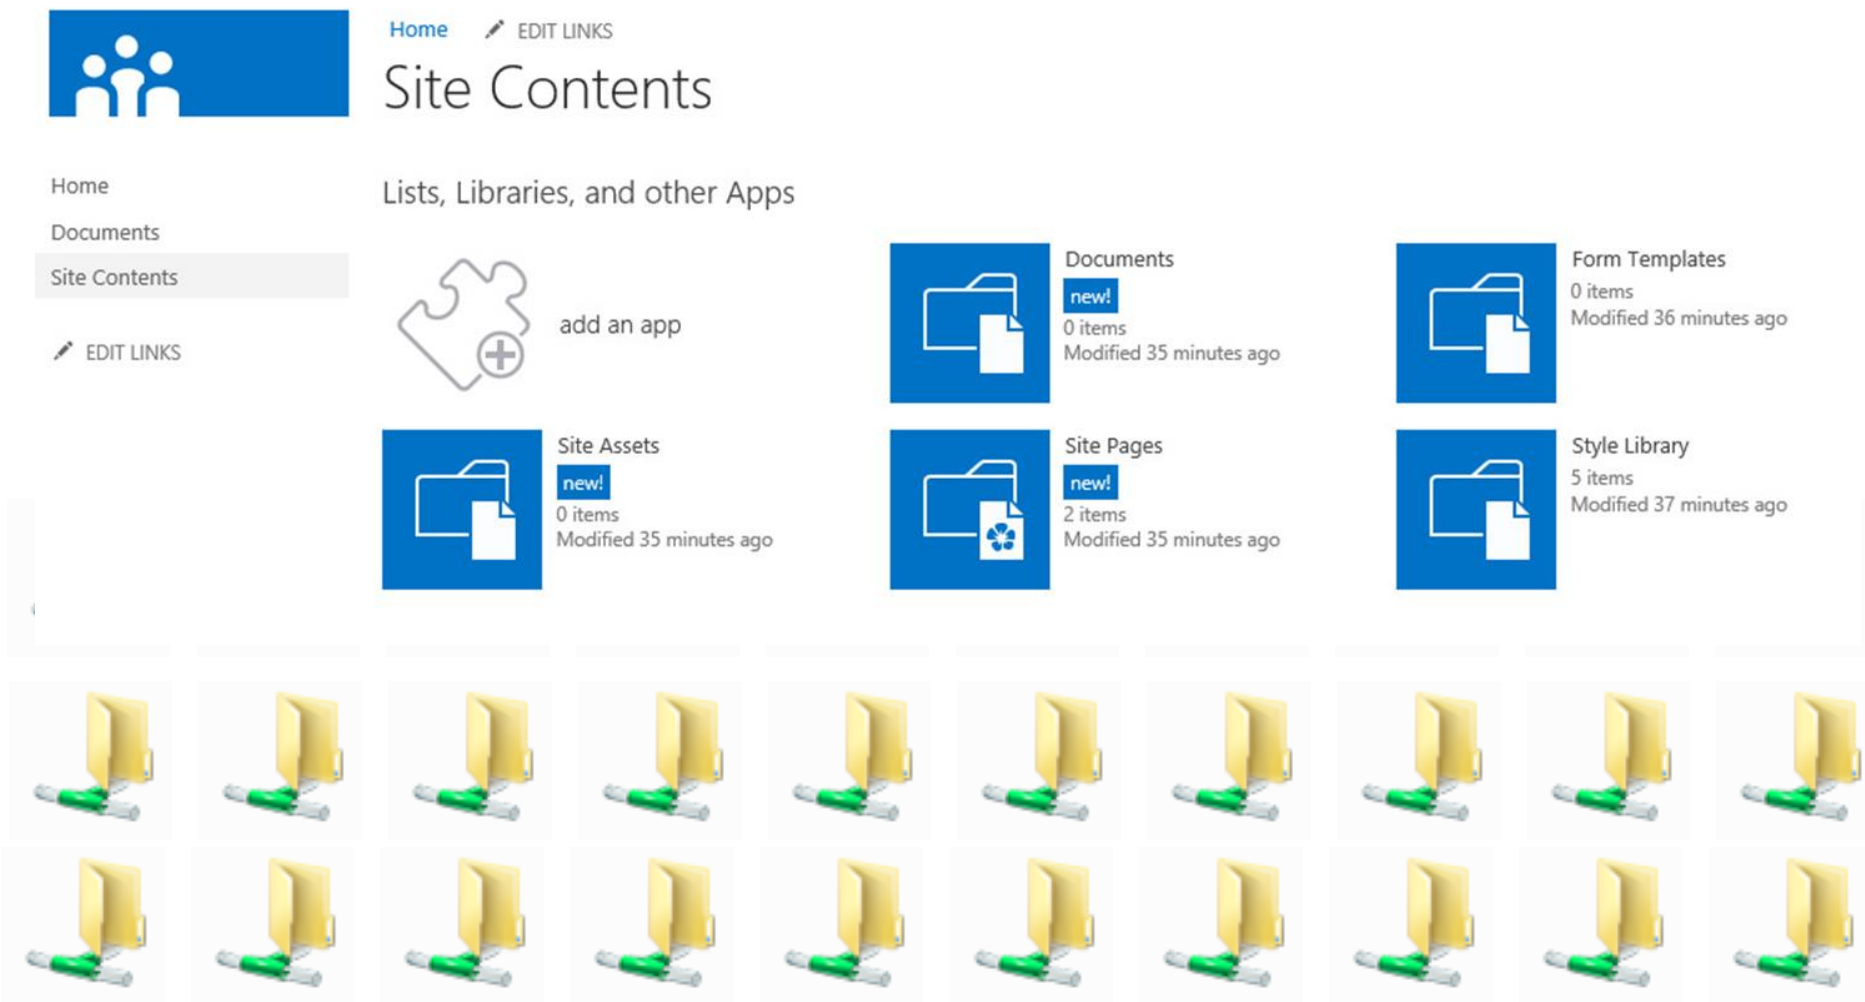 Home EDIT LINKS
Site Contents
Home
Documents
Site Contents
EDIT LINKS
Lists, Libraries, and other Apps
add an app
Documents
new!
0 items
Modified 35 minutes ago
Form Templates
0 items
Modified 36 minutes ago
Site Assets
new!
0 items
Modified 35 minutes ago
Site Pages
new!
2 items
Modified 35 minutes ago
Style Library
5 items
Modified 37 minutes ago